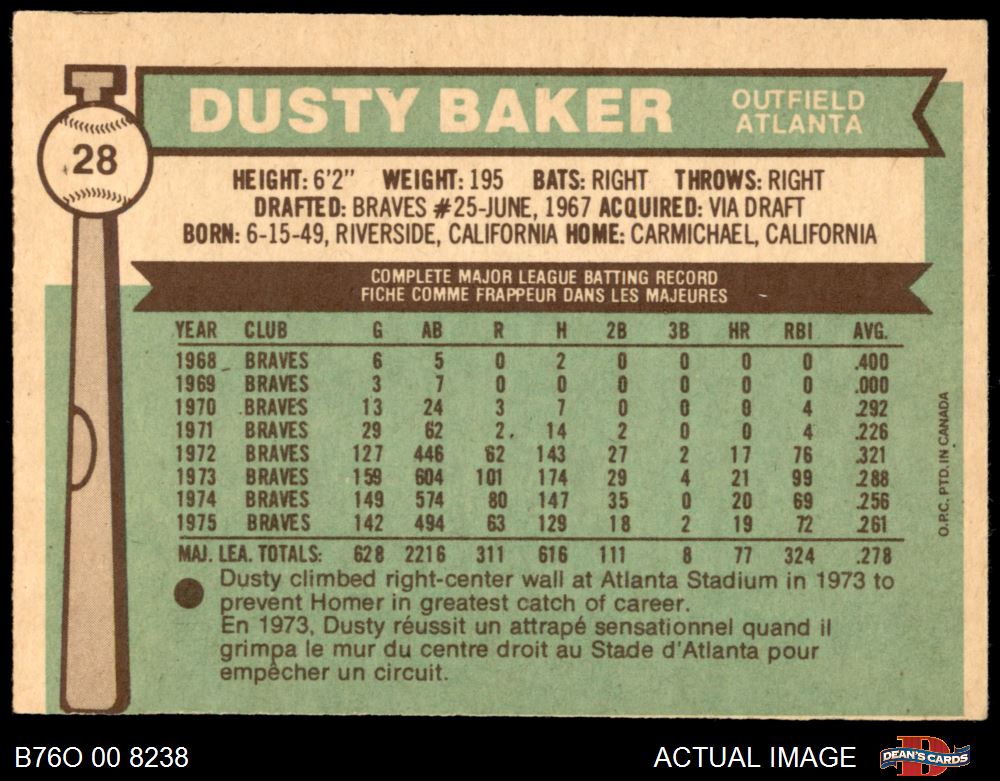 28
DUSTY BAKER
OUTFIELD
ATLANTA
HEIGHT: 6'2" WEIGHT: 195 BATS: RIGHT THROWS: RIGHT
DRAFTED: BRAVES #25-JUNE, 1967 ACQUIRED: VIA DRAFT
BORN: 6-15-49, RIVERSIDE, CALIFORNIA HOME: CARMICHAEL, CALIFORNIA
COMPLETE MAJOR LEAGUE BATTING RECORD
FICHE COMME FRAPPEUR DANS LES MAJEURES
YEAR CLUB G AB R H 2B 3B HR RBI AVG.
1968 BRAVES 6 5 0 2 0 0 0 0 .400
1969 BRAVES 3 7 0 0 0 0 0 0 .000
1970 BRAVES 13 24 3 7 0 0 0 4 .292
1971 BRAVES 29 62 2 14 2 0 0 4 .226
1972 BRAVES 127 446 62 143 27 2 17 76 .321
1973 BRAVES 159 604 101 174 29 4 21 99 .288
1974 BRAVES 149 574 80 147 35 0 20 69 .256
1975 BRAVES 142 494 63 129 18 2 19 72 .261
MAJ. LEA. TOTALS: 628 2216 311 616 111 8 77 324 .278
Dusty climbed right-center wall at Atlanta Stadium in 1973 to
prevent Homer in greatest catch of career.
En 1973, Dusty réussit un attrapé sensationnel quand il
grimpa le mur du centre droit au Stade d'Atlanta pour
empêcher un circuit.
O.P.C. PTD. IN CANADA
B76O 00 8238
ACTUAL IMAGE
DEAN'S CARDS